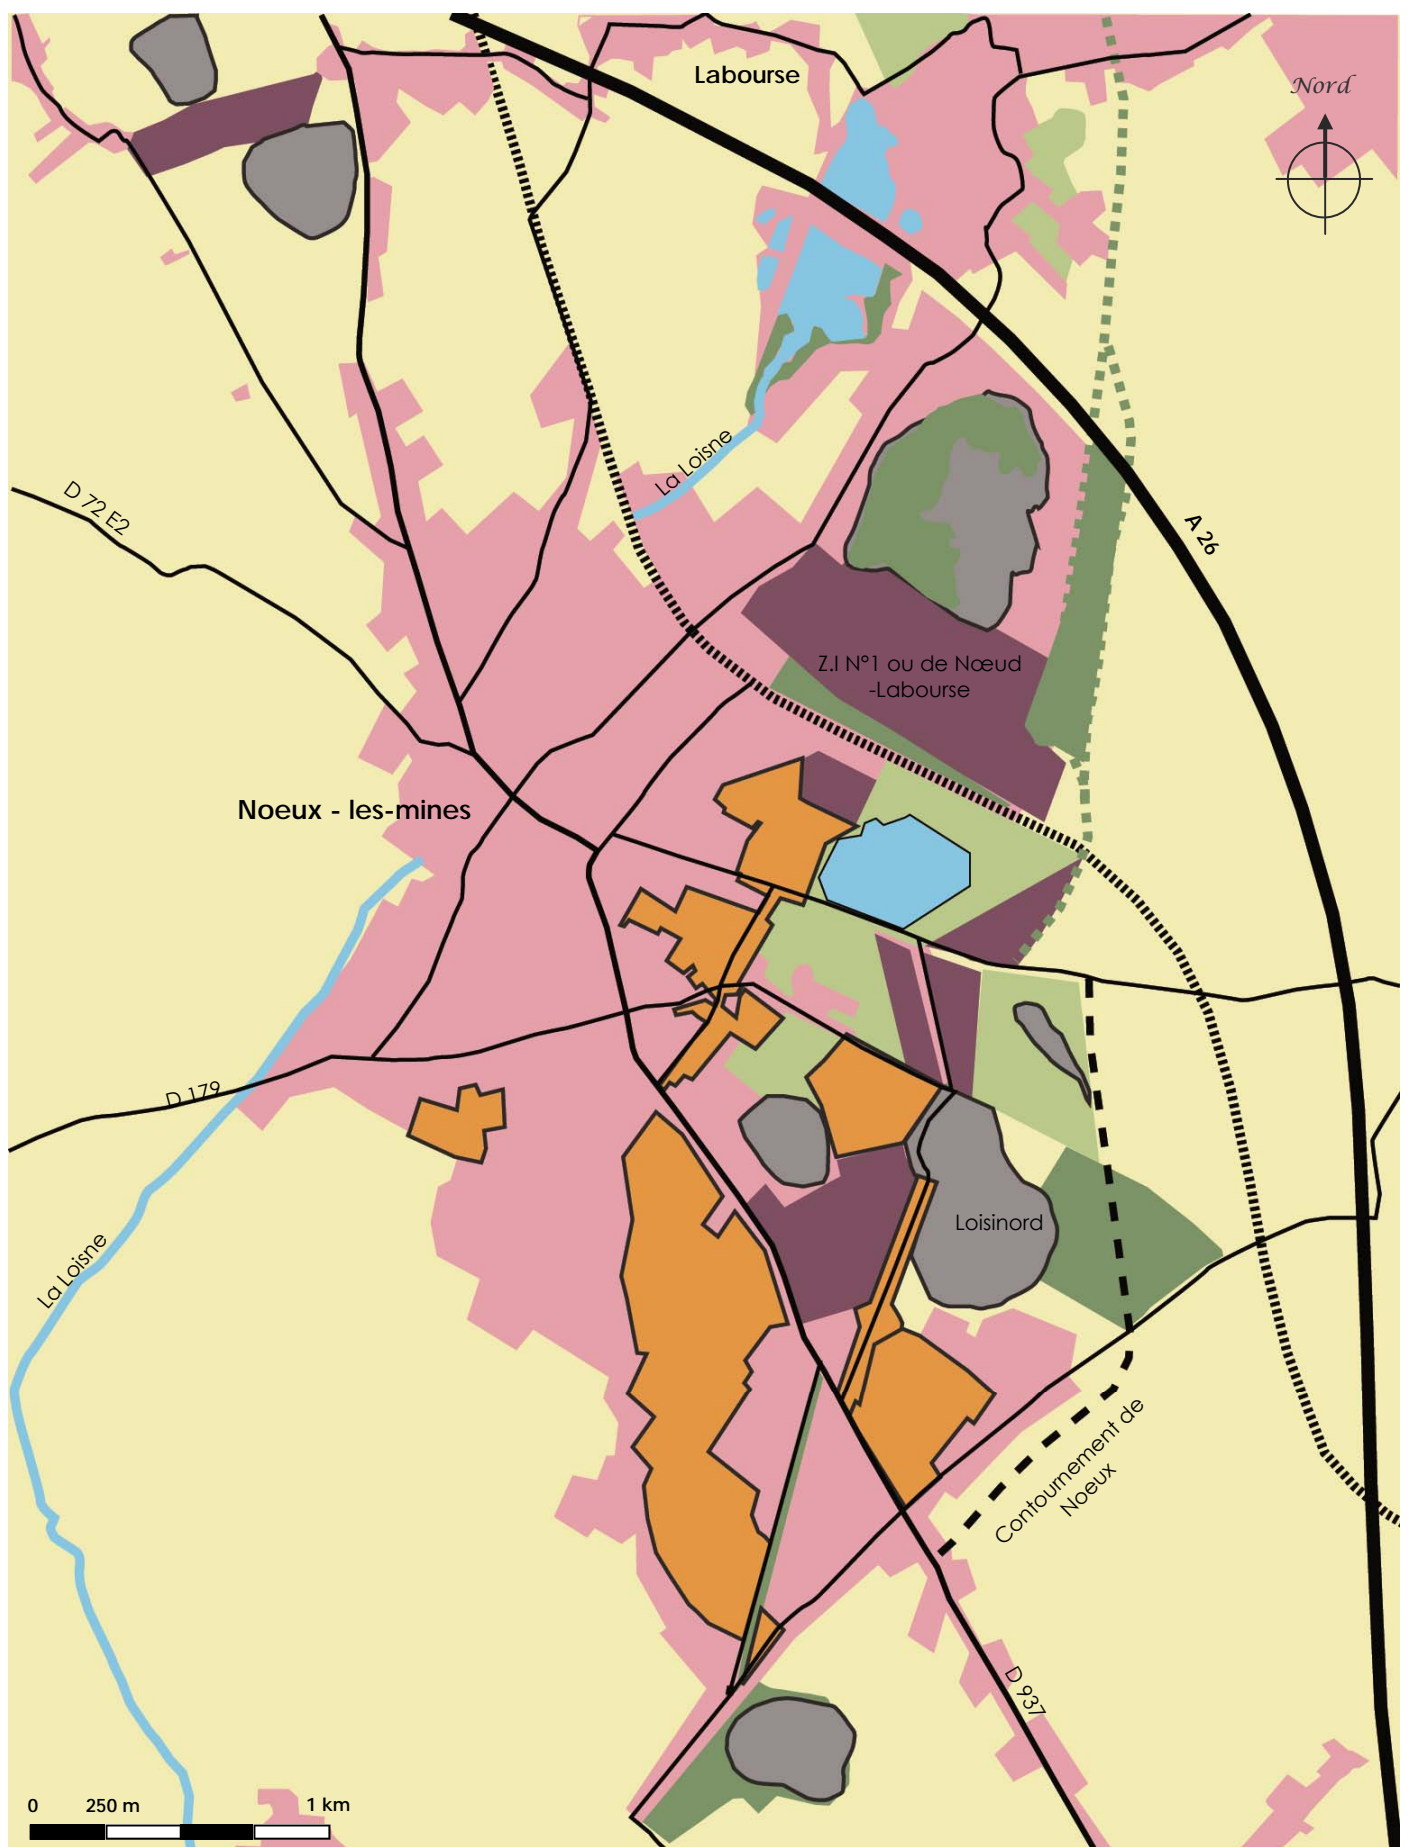 Labourse
Nord
La Loisne
D 72 E2
A 26
Z.I N°1 ou de Nœud
-Labourse
Noeux - les-mines
D 179
Loisinord
La Loisne
Contournement de
Noeux
D 937
0 250 m 1 km